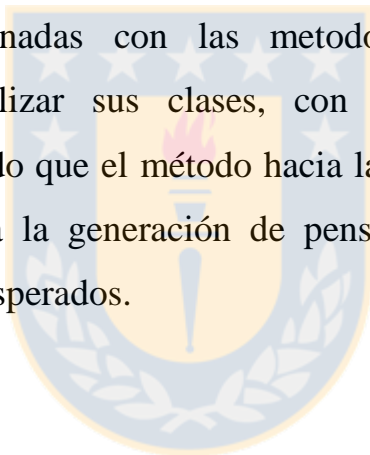 nadas con las metodo
lizar sus clases, con
do que el método hacia la
a la generación de pens
sperados.